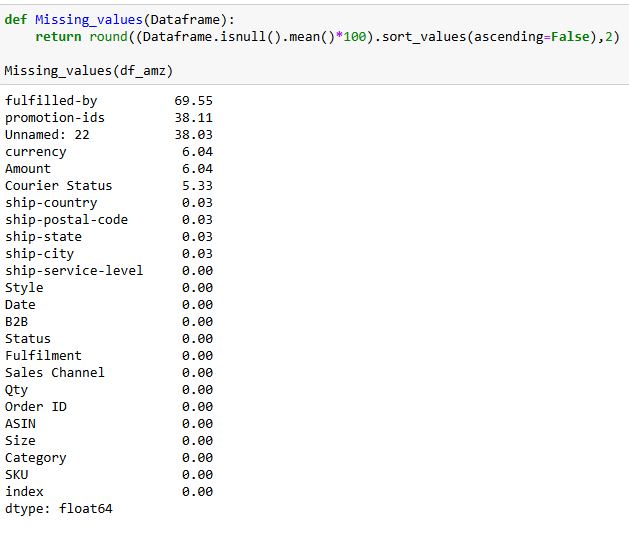 def Missing_values(Dataframe):
    return round((Dataframe.isnull().mean()*100).sort_values(ascending=False),2)
Missing_values(df_amz)
fulfilled-by          69.55
promotion-ids         38.11
Unnamed: 22           38.03
currency               6.04
Amount                 6.04
Courier Status         5.33
ship-country           0.03
ship-postal-code       0.03
ship-state             0.03
ship-city              0.03
ship-service-level     0.00
Style                  0.00
Date                   0.00
B2B                    0.00
Status                 0.00
Fulfilment             0.00
Sales Channel          0.00
Qty                    0.00
Order ID               0.00
ASIN                   0.00
Size                   0.00
Category               0.00
SKU                    0.00
index                  0.00
dtype: float64